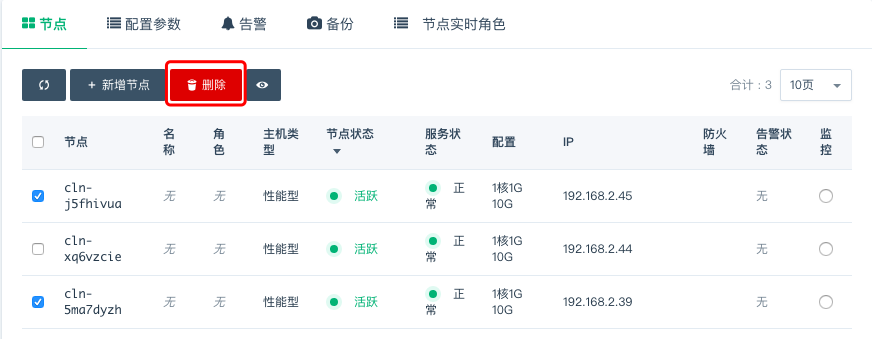 节点 配置参数 告警 备份 节点实时角色
+ 新增节点 删除 合计：3 10页
节点 名称 角色 主机类型 节点状态 服务状态 配置 IP 防火墙 告警状态 监控
cln-j5fhivua 无 无 性能型 活跃 正常 1核1G 10G 192.168.2.45 无
cln-xq6vzcie 无 无 性能型 活跃 正常 1核1G 10G 192.168.2.44 无
cln-5ma7dyzh 无 无 性能型 活跃 正常 1核1G 10G 192.168.2.39 无